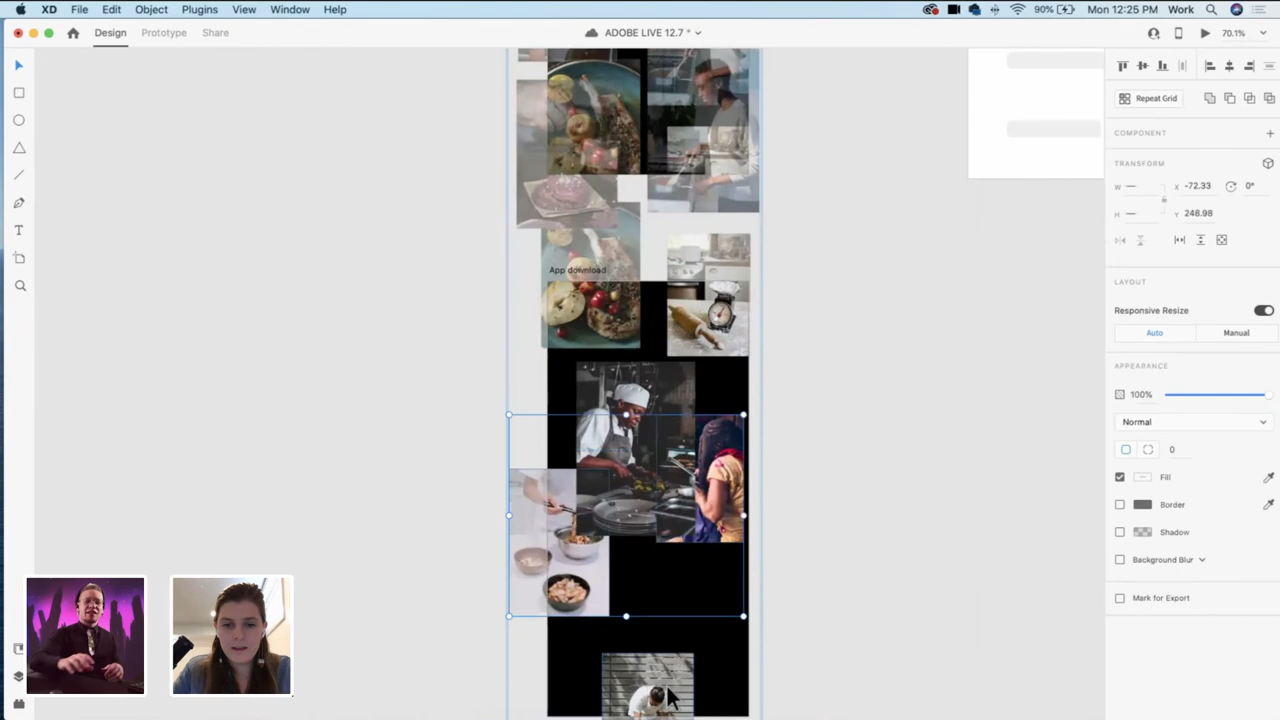 XD File Edit Object Plugins View Window Help 90% Mon 12:25 PM Work
Design Prototype Share ADOBE LIVE 12.7 * 70.1%
Repeat Grid
COMPONENT
TRANSFORM
W X -72.33 0°
H Y 248.98
App download
LAYOUT
Responsive Resize
Auto Manual
APPEARANCE
100%
Normal
0
Fill
Border
Shadow
Background Blur
Mark for Export